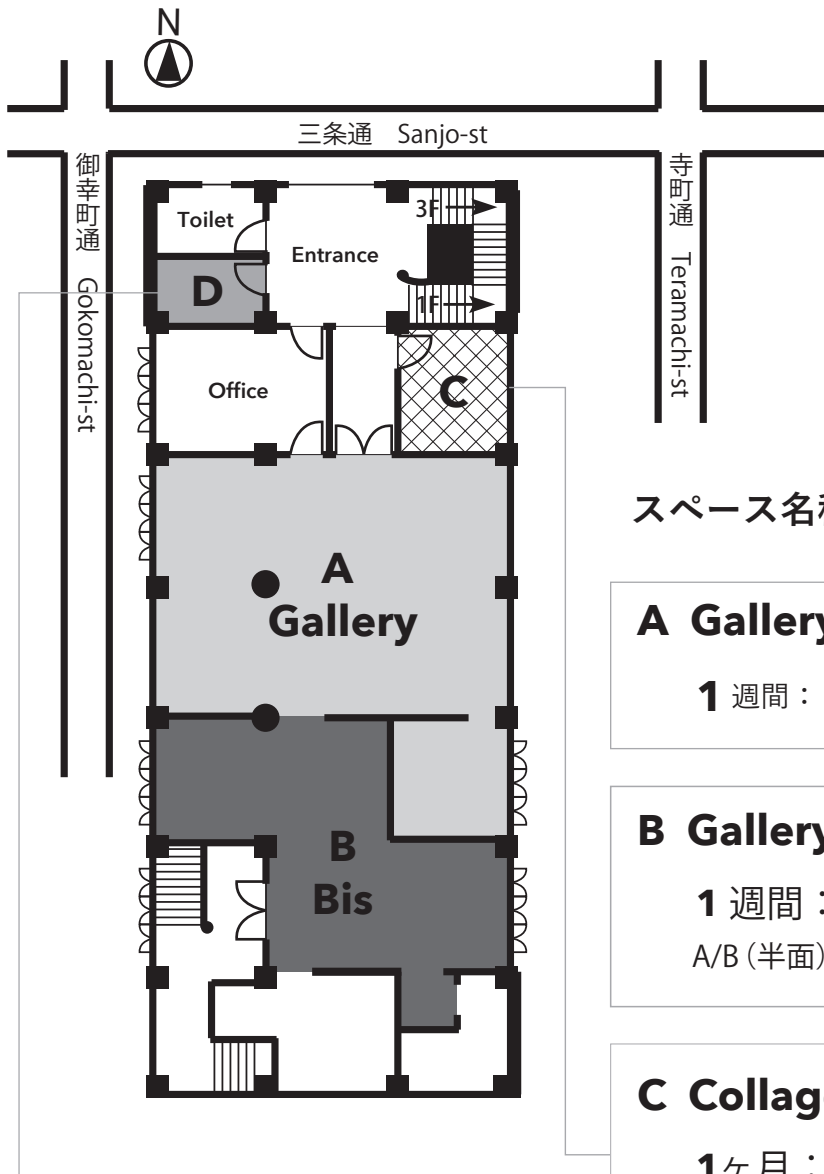 N
三条通 Sanjo-st
御幸町通 Gokomachi-st
寺町通 Teramachi-st
Toilet
3F
Entrance
D
1F
Office
C
A
Gallery
B
Bis
スペース名
A Gallery
1 週間：
B Gallery
1 週間：
A/B（半面）
C Collag
1ヶ月：